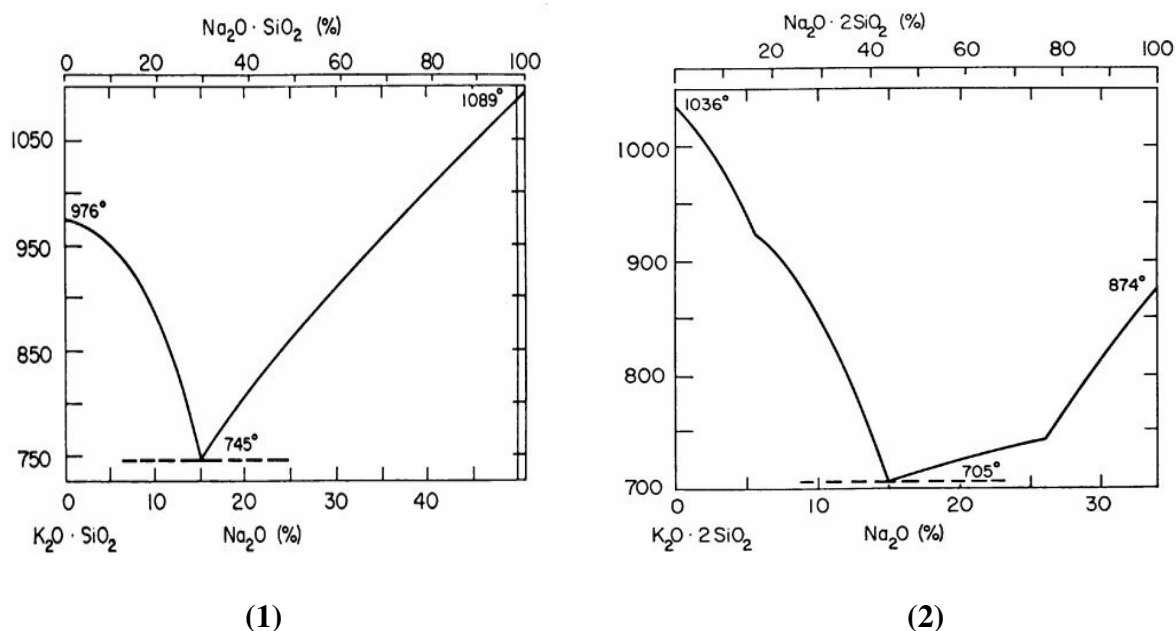 Na₂O · SiO₂ (%)
0 20 40 60 80 100
1089°
1050
976°
950
850
750
745°
0 10 20 30 40
K₂O · SiO₂ Na₂O (%)
(1)
Na₂O · 2SiO₂ (%)
20 40 60 80 100
1036°
1000
900
874°
800
700
705°
10 20 30
K₂O · 2SiO₂ Na₂O (%)
(2)